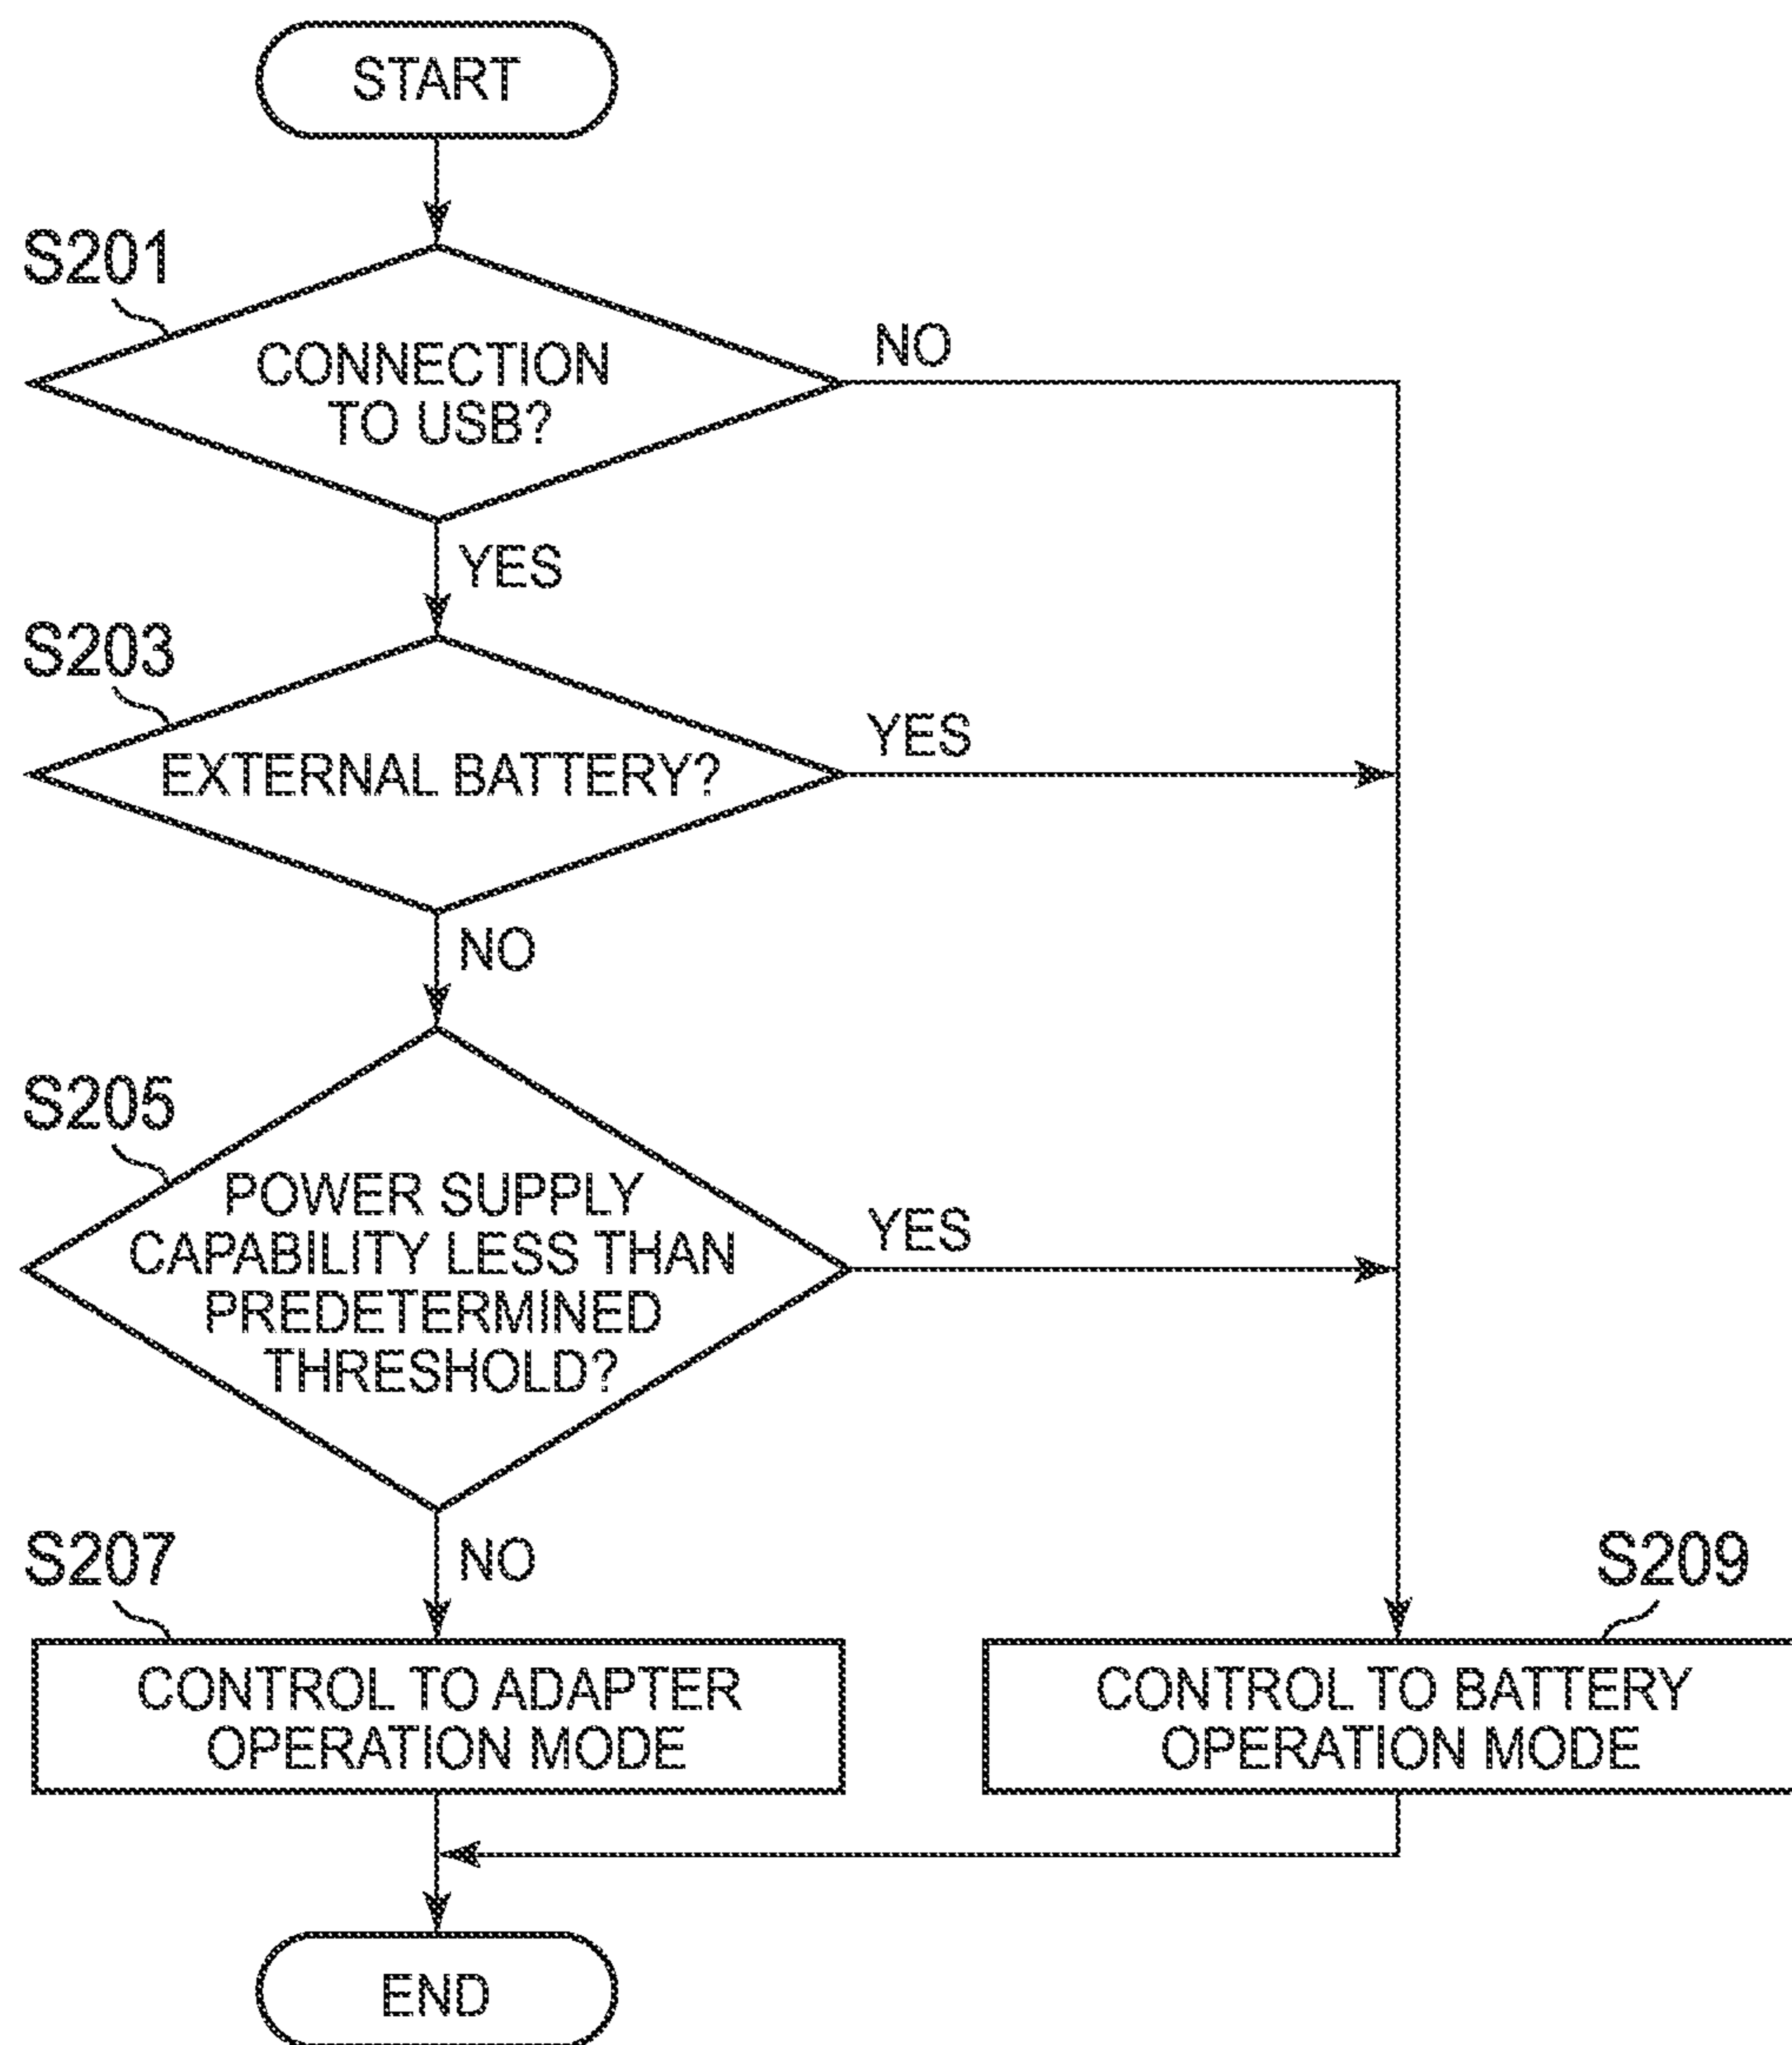 START
S201
CONNECTION
TO USB?
NO
YES
S203
EXTERNAL BATTERY?
YES
NO
S205
POWER SUPPLY
CAPABILITY LESS THAN
PREDETERMINED
THRESHOLD?
YES
NO
S207
CONTROL TO ADAPTER
OPERATION MODE
S209
CONTROL TO BATTERY
OPERATION MODE
END